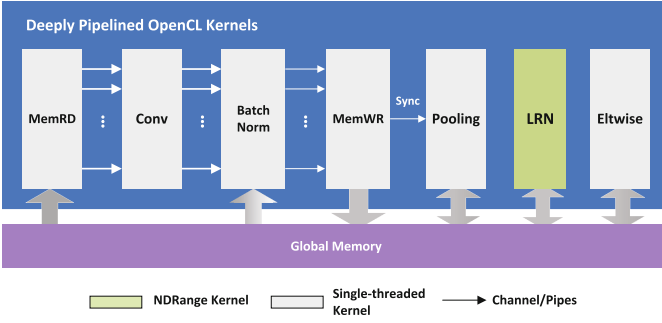 Deeply Pipelined OpenCL Kernels
MemRD
Conv
Batch
Norm
MemWR
Sync
Pooling
LRN
Eltwise
Global Memory
NDRange Kernel
Single-threaded
Kernel
Channel/Pipes